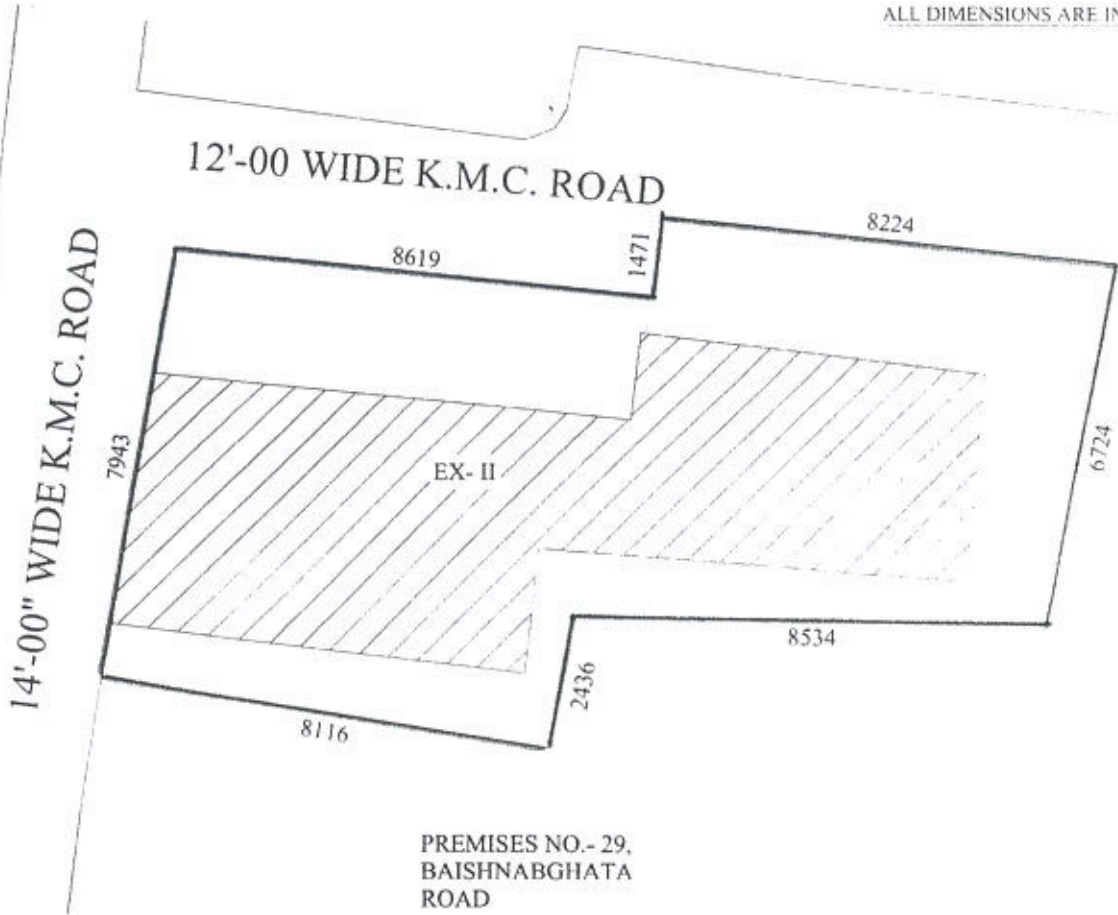 ALL DIMENSIONS ARE IN
12'-00 WIDE K.M.C. ROAD
8224
1471
8619
14'-00" WIDE K.M.C. ROAD
7943
EX- II
6724
8534
2436
8116
PREMISES NO.- 29,
BAISHNABGHATA
ROAD